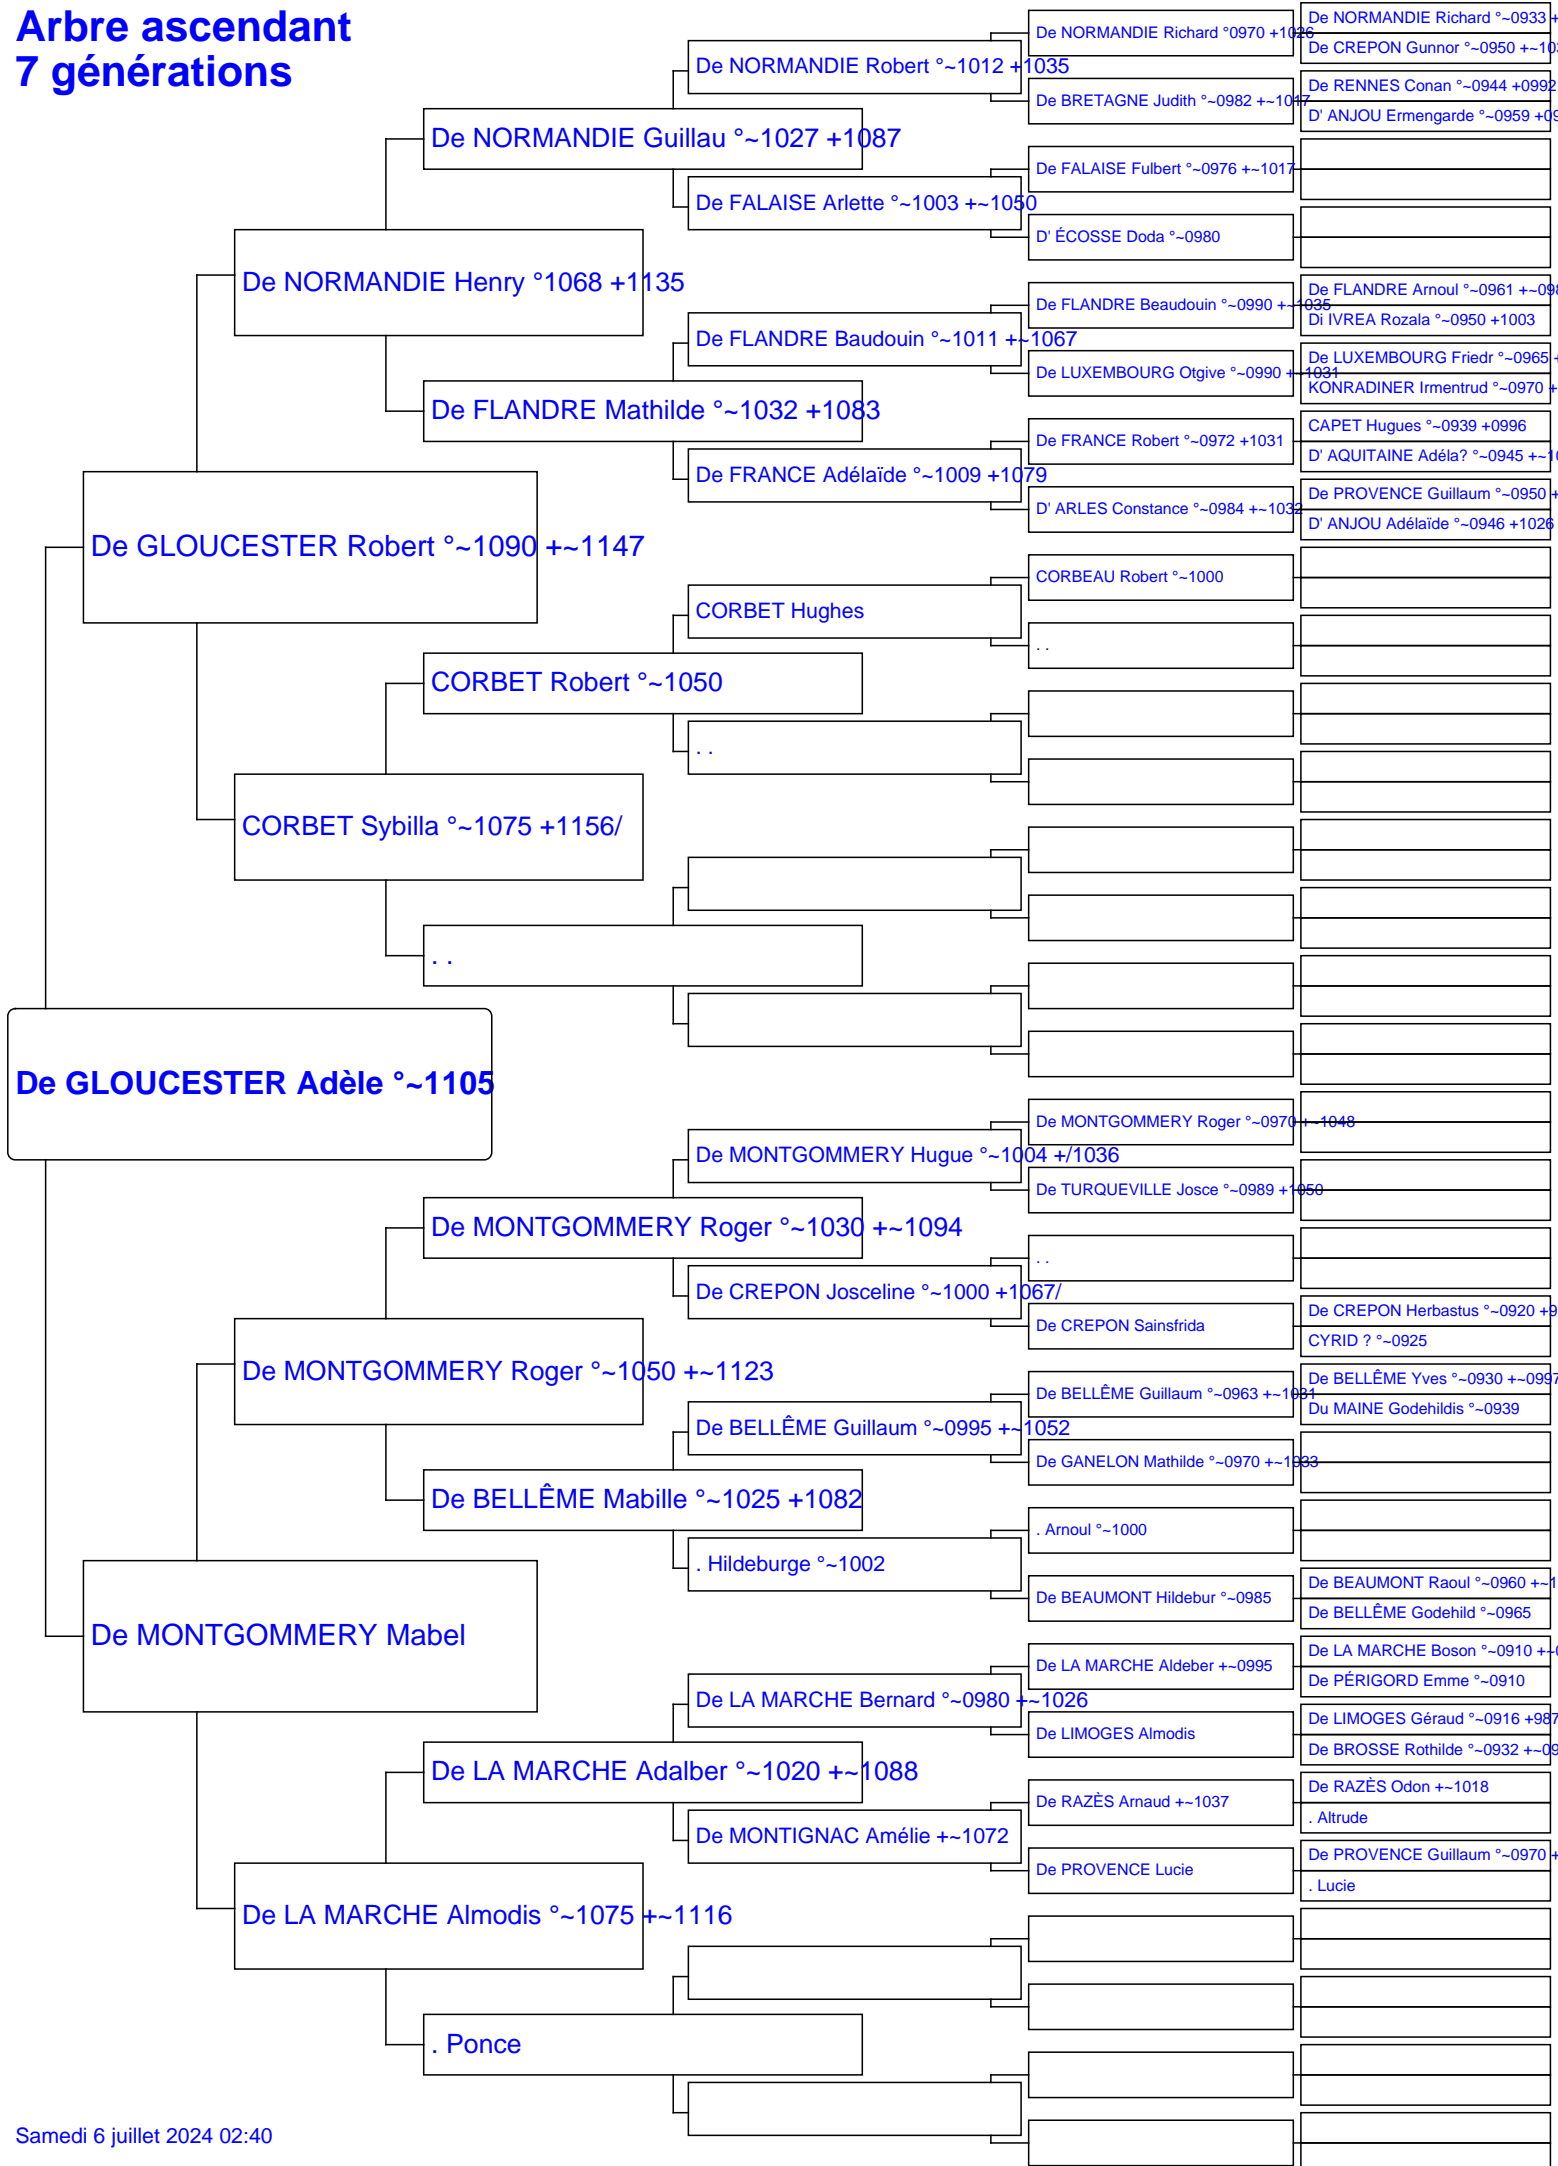 Arbre ascendant
7 générations
De GLOUCESTER Adèle °~1105
De GLOUCESTER Robert °~1090 +~1147
De MONTGOMMERY Mabel
De NORMANDIE Henry °1068 +1135
CORBET Sybilla °~1075 +1156/
De MONTGOMMERY Roger °~1050 +~1123
De LA MARCHE Almodis °~1075 +~1116
De NORMANDIE Guillau °~1027 +1087
De FLANDRE Mathilde °~1032 +1083
CORBET Robert °~1050
. .
De MONTGOMMERY Roger °~1030 +~1094
De BELLÊME Mabille °~1025 +1082
De LA MARCHE Adalber °~1020 +~1088
. Ponce
De NORMANDIE Robert °~1012 +1035
De FALAISE Arlette °~1003 +~1050
De FLANDRE Baudouin °~1011 +~1067
De FRANCE Adélaïde °~1009 +1079
CORBET Hughes
. .
De MONTGOMMERY Hugue °~1004 +/1036
De CREPON Josceline °~1000 +1067/
De BELLÊME Guillaum °~0995 +~1052
. Hildeburge °~1002
De LA MARCHE Bernard °~0980 +~1026
De MONTIGNAC Amélie +~1072
De NORMANDIE Richard °0970 +1026
De BRETAGNE Judith °~0982 +~1017
De FALAISE Fulbert °~0976 +~1017
D' ÉCOSSE Doda °~0980
De FLANDRE Beaudouin °~0990 +~1035
De LUXEMBOURG Otgive °~0990 +~1031
De FRANCE Robert °~0972 +1031
D' ARLES Constance °~0984 +~1032
CORBEAU Robert °~1000
. .
De MONTGOMMERY Roger °~0970 +~1048
De TURQUEVILLE Josce °~0989 +1050
. .
De CREPON Sainsfrida
De BELLÊME Guillaum °~0963 +~1031
De GANELON Mathilde °~0970 +~1033
. Arnoul °~1000
De BEAUMONT Hildebur °~0985
De LA MARCHE Aldeber +~0995
De LIMOGES Almodis
De RAZÈS Arnaud +~1037
De PROVENCE Lucie
De NORMANDIE Richard °~0933 +
De CREPON Gunnor °~0950 +~10
De RENNES Conan °~0944 +0992
D' ANJOU Ermengarde °~0959 +09
De FLANDRE Arnoul °~0961 +~098
Di IVREA Rozala °~0950 +1003
De LUXEMBOURG Friedr °~0965 +
KONRADINER Irmentrud °~0970 +
CAPET Hugues °~0939 +0996
D' AQUITAINE Adéla? °~0945 +~10
De PROVENCE Guillaum °~0950 +
D' ANJOU Adélaïde °~0946 +1026
De CREPON Herbastus °~0920 +9
CYRID ? °~0925
De BELLÊME Yves °~0930 +~0997
Du MAINE Godehildis °~0939
De BEAUMONT Raoul °~0960 +~1
De BELLÊME Godehild °~0965
De LA MARCHE Boson °~0910 +~0
De PÉRIGORD Emme °~0910
De LIMOGES Géraud °~0916 +987
De BROSSE Rothilde °~0932 +~09
De RAZÈS Odon +~1018
. Altrude
De PROVENCE Guillaum °~0970 +
. Lucie
Samedi 6 juillet 2024 02:40